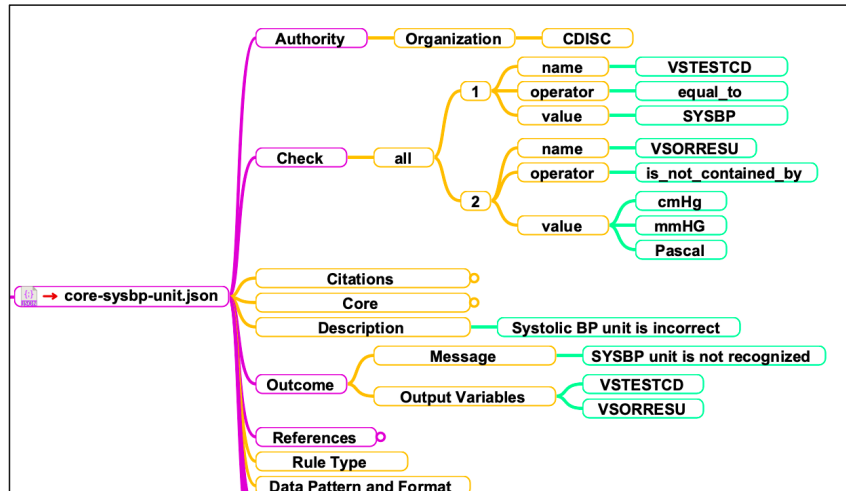 Authority
Organization
CDISC
Check
all
1
name
VSTESTCD
operator
equal_to
value
SYSBP
2
name
VSORRESU
operator
is_not_contained_by
value
cmHg
mmHG
Pascal
JSON
core-sysbp-unit.json
Citations
Core
Description
Systolic BP unit is incorrect
Outcome
Message
SYSBP unit is not recognized
Output Variables
VSTESTCD
VSORRESU
References
Rule Type
Data Pattern and Format